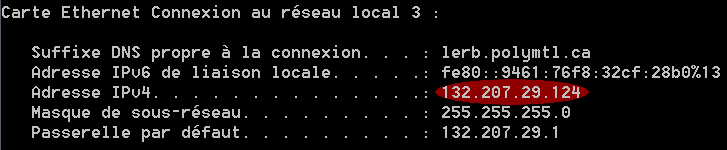 Carte Ethernet Connexion au réseau local 3 :
Suffixe DNS propre à la connexion. . . : lerb.polymtl.ca
Adresse IPv6 de liaison locale. . . . .: fe80::9461:76f8:32cf:28b0%13
Adresse IPv4. . . . . . . . . . . . . .: 132.207.29.124
Masque de sous-réseau. . . . . . . . . : 255.255.255.0
Passerelle par défaut. . . . . . . . . : 132.207.29.1